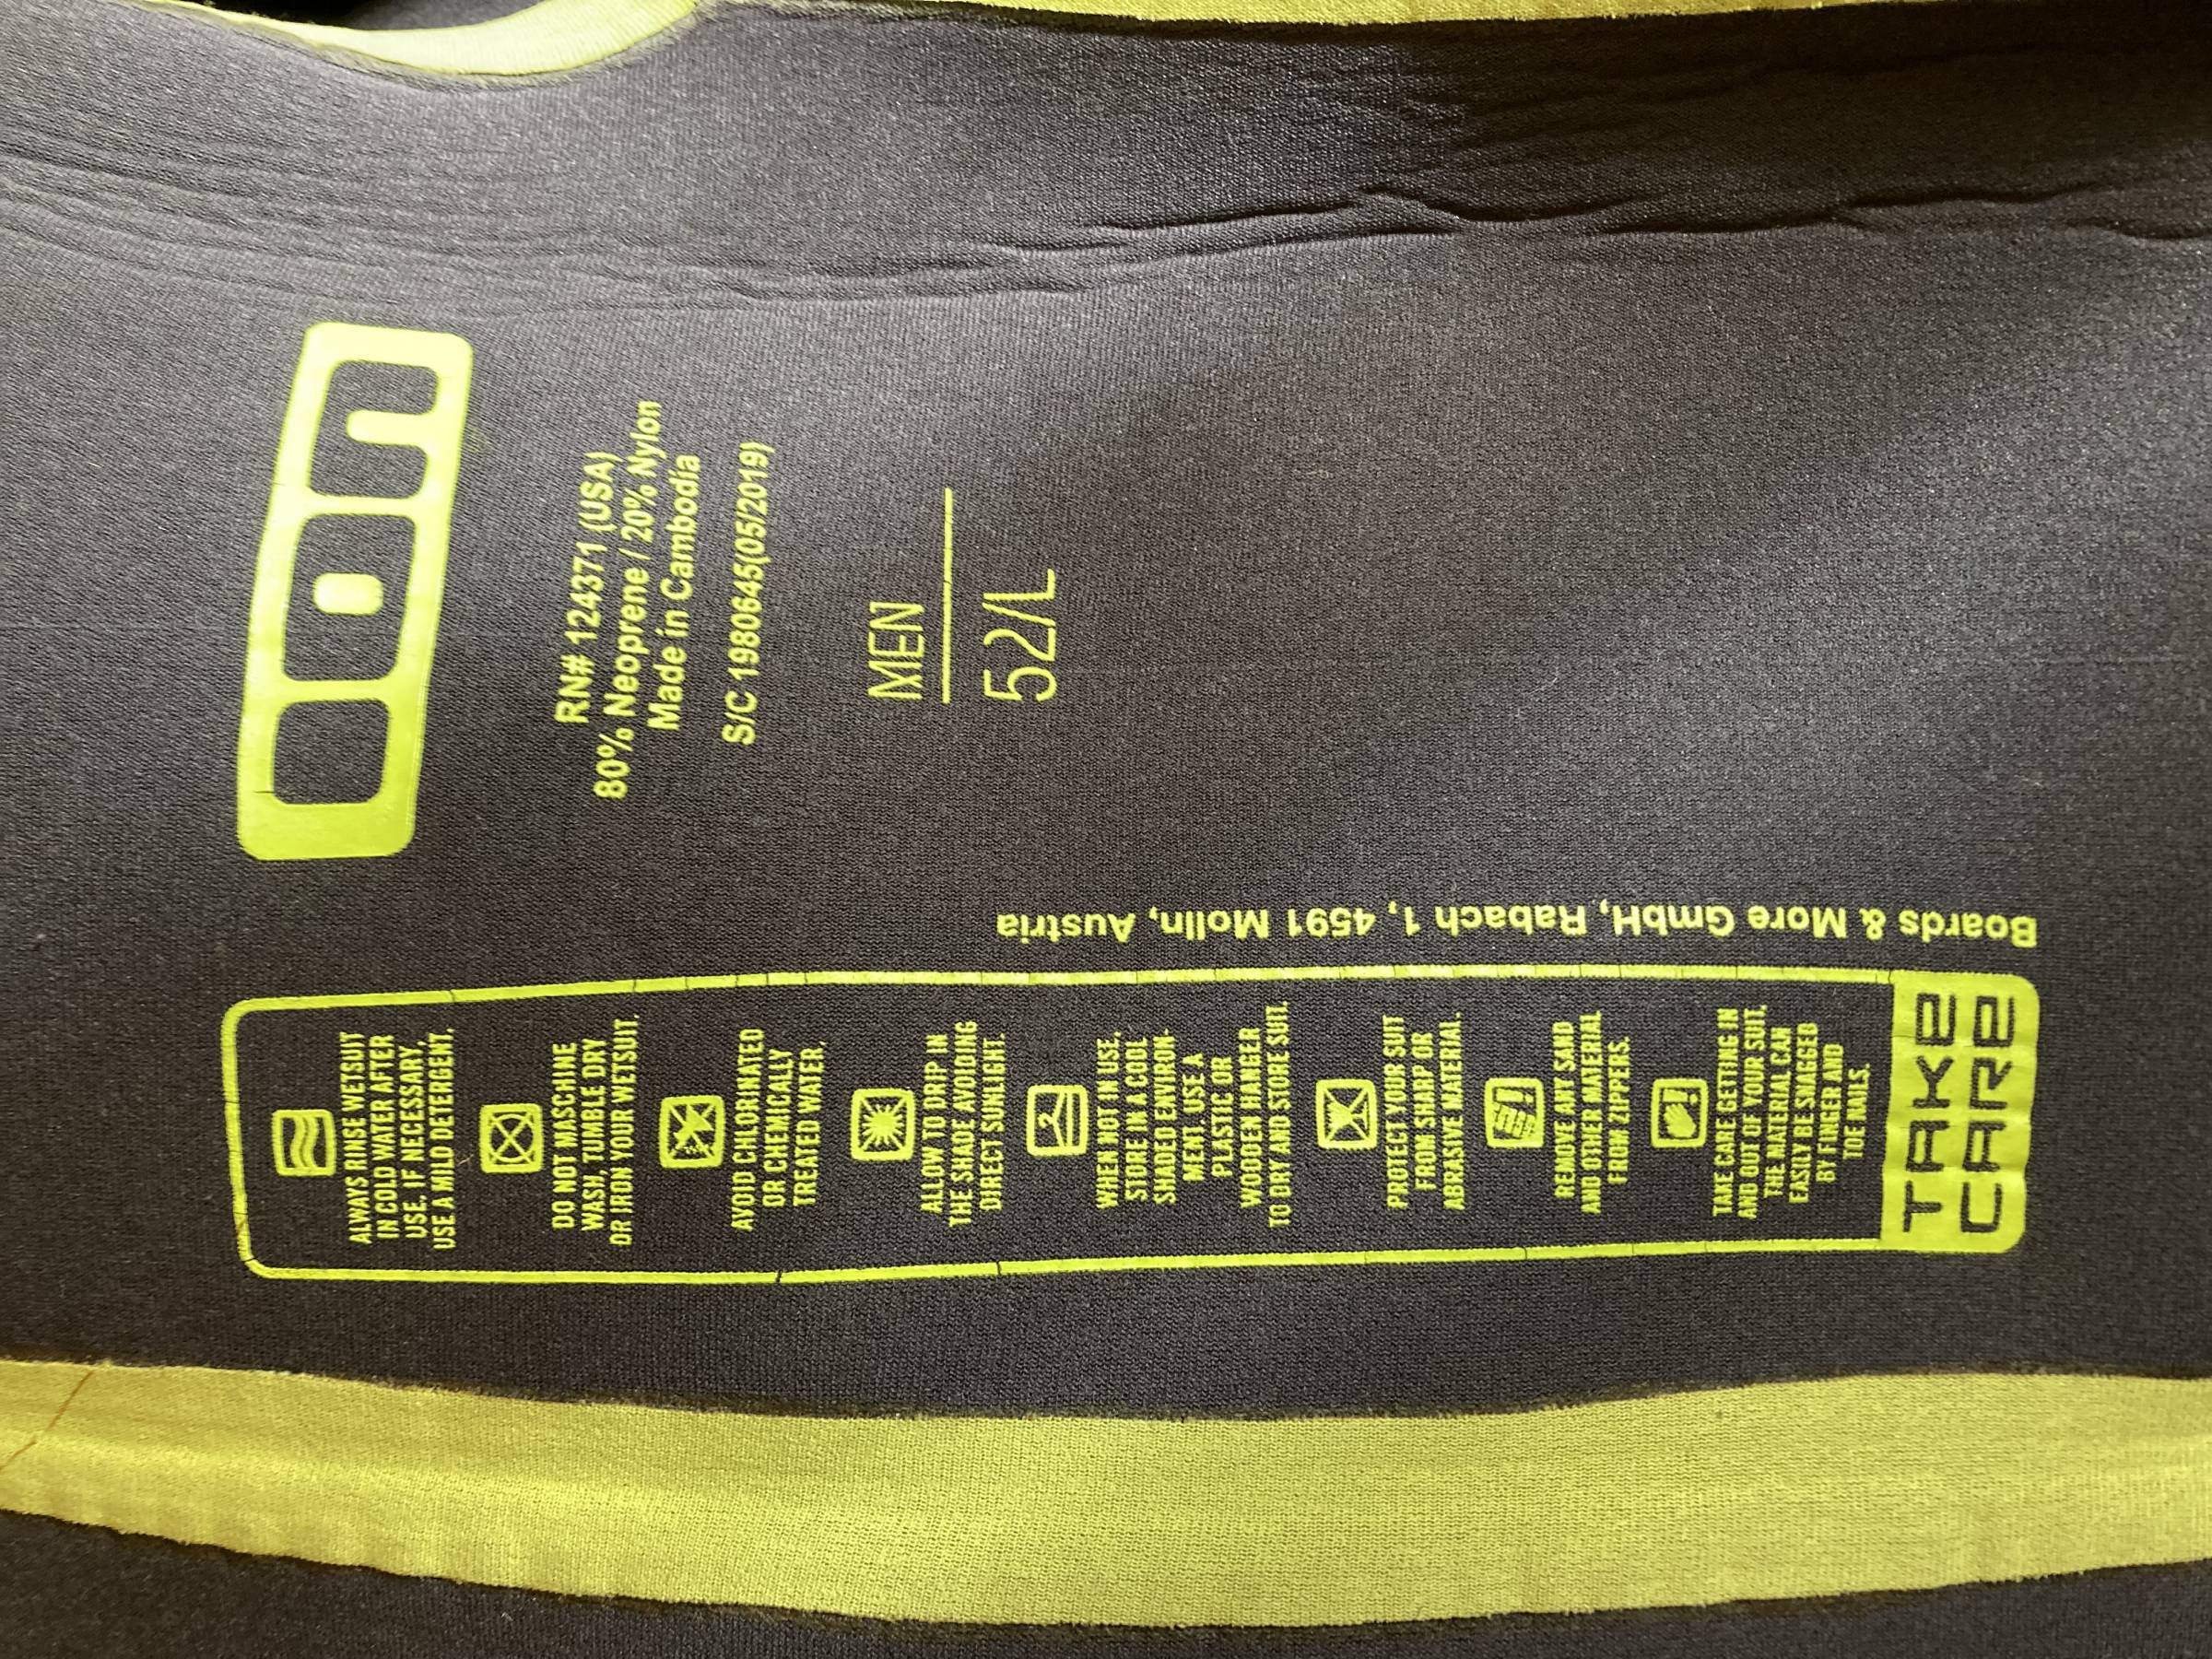 ion
RN# 124371 (USA)
80% Neoprene / 20% Nylon
Made in Cambodia
S/C 1980645(05/2019)
MEN
52/L
Boards & More GmbH, Rabach 1, 4591 Molln, Austria
ALWAYS RINSE WETSUIT
IN COLD WATER AFTER
USE. IF NECESSARY,
USE A MILD DETERGENT.
DO NOT MASCHINE
WASH, TUMBLE DRY
OR IRON YOUR WETSUIT.
AVOID CHLORINATED
OR CHEMICALLY
TREATED WATER.
ALLOW TO DRIP IN
THE SHADE AVOIDING
DIRECT SUNLIGHT.
WHEN NOT IN USE,
STORE IN A COOL
SHADED ENVIRON-
MENT. USE A
PLASTIC OR
WOODEN HANGER
TO DRY AND STORE SUIT.
PROTECT YOUR SUIT
FROM SHARP OR
ABRASIVE MATERIAL.
REMOVE ANY SAND
AND OTHER MATERIAL
FROM ZIPPERS.
TAKE CARE GETTING IN
AND OUT OF YOUR SUIT.
THE MATERIAL CAN
EASILY BE SNAGGED
BY FINGER AND
TOE NAILS.
TAKE
CARE